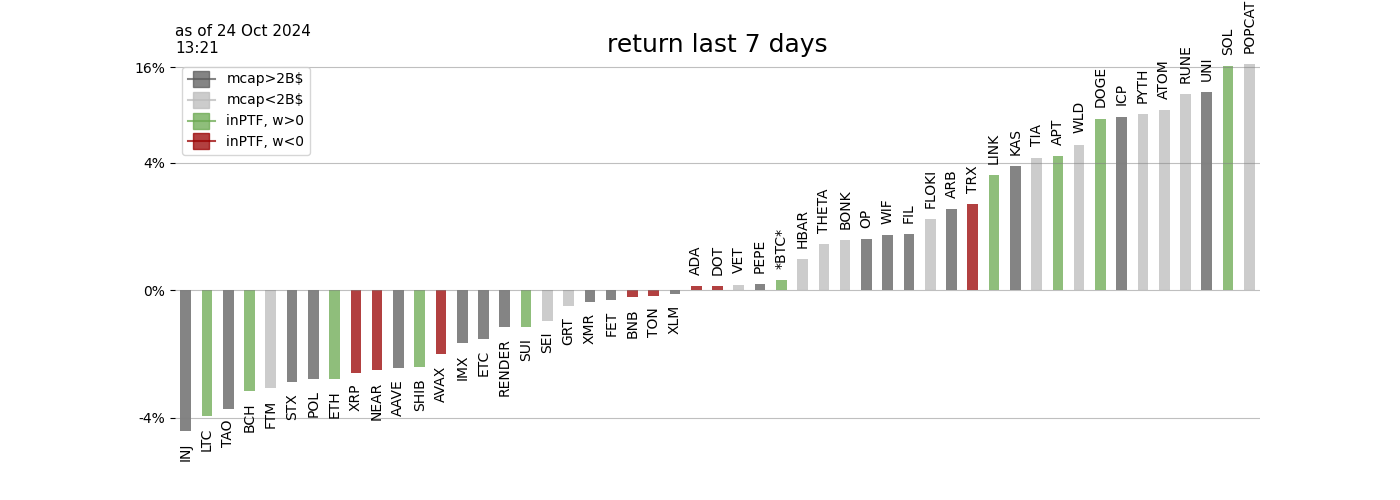 as of 24 Oct 2024
13:21
return last 7 days
16%
4%
0%
-4%
mcap>2B$
mcap<2B$
inPTF, w>0
inPTF, w<0
INJ
LTC
TAO
BCH
FTM
STX
POL
ETH
XRP
NEAR
AAVE
SHIB
AVAX
IMX
ETC
RENDER
SUI
SEI
GRT
XMR
FET
BNB
TON
XLM
ADA
DOT
VET
PEPE
*BTC*
HBAR
THETA
BONK
OP
WIF
FIL
FLOKI
ARB
TRX
LINK
KAS
TIA
APT
WLD
DOGE
ICP
PYTH
ATOM
RUNE
UNI
SOL
POPCAT